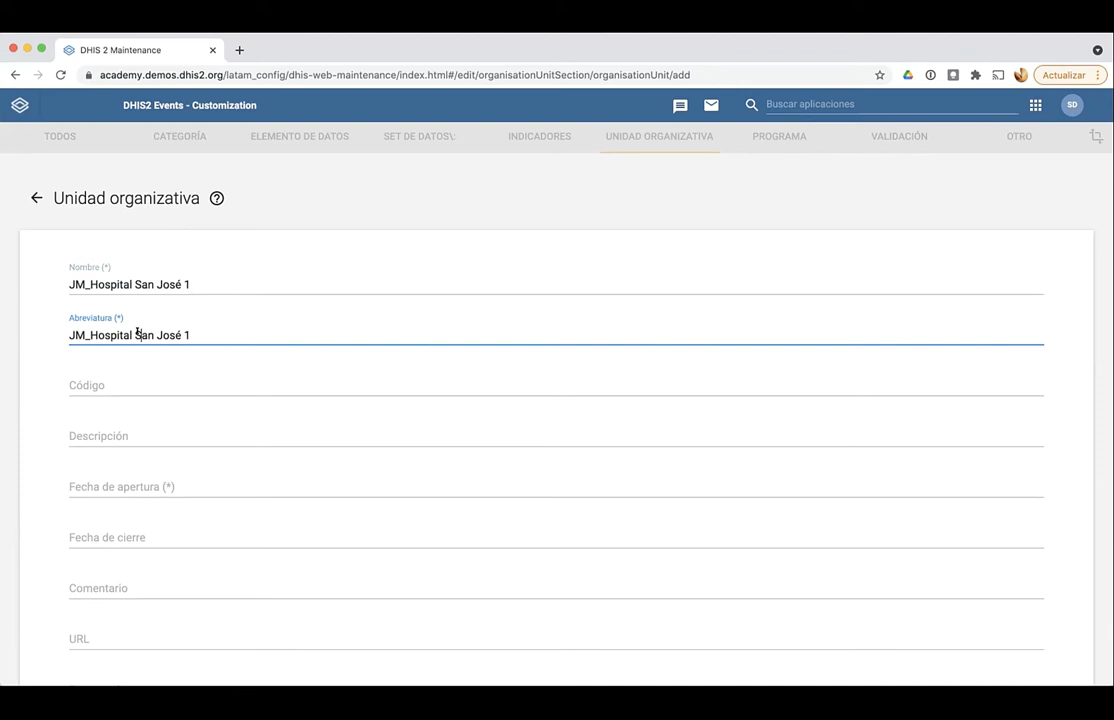 DHIS 2 Maintenance
academy.demos.dhis2.org/latam_config/dhis-web-maintenance/index.html#/edit/organisationUnitSection/organisationUnit/add
Actualizar
DHIS2 Events - Customization
Buscar aplicaciones
SD
TODOS CATEGORÍA ELEMENTO DE DATOS SET DE DATOS\: INDICADORES UNIDAD ORGANIZATIVA PROGRAMA VALIDACIÓN OTRO
Unidad organizativa
Nombre (*)
JM_Hospital San José 1
Abreviatura (*)
JM_Hospital San José 1
Código
Descripción
Fecha de apertura (*)
Fecha de cierre
Comentario
URL